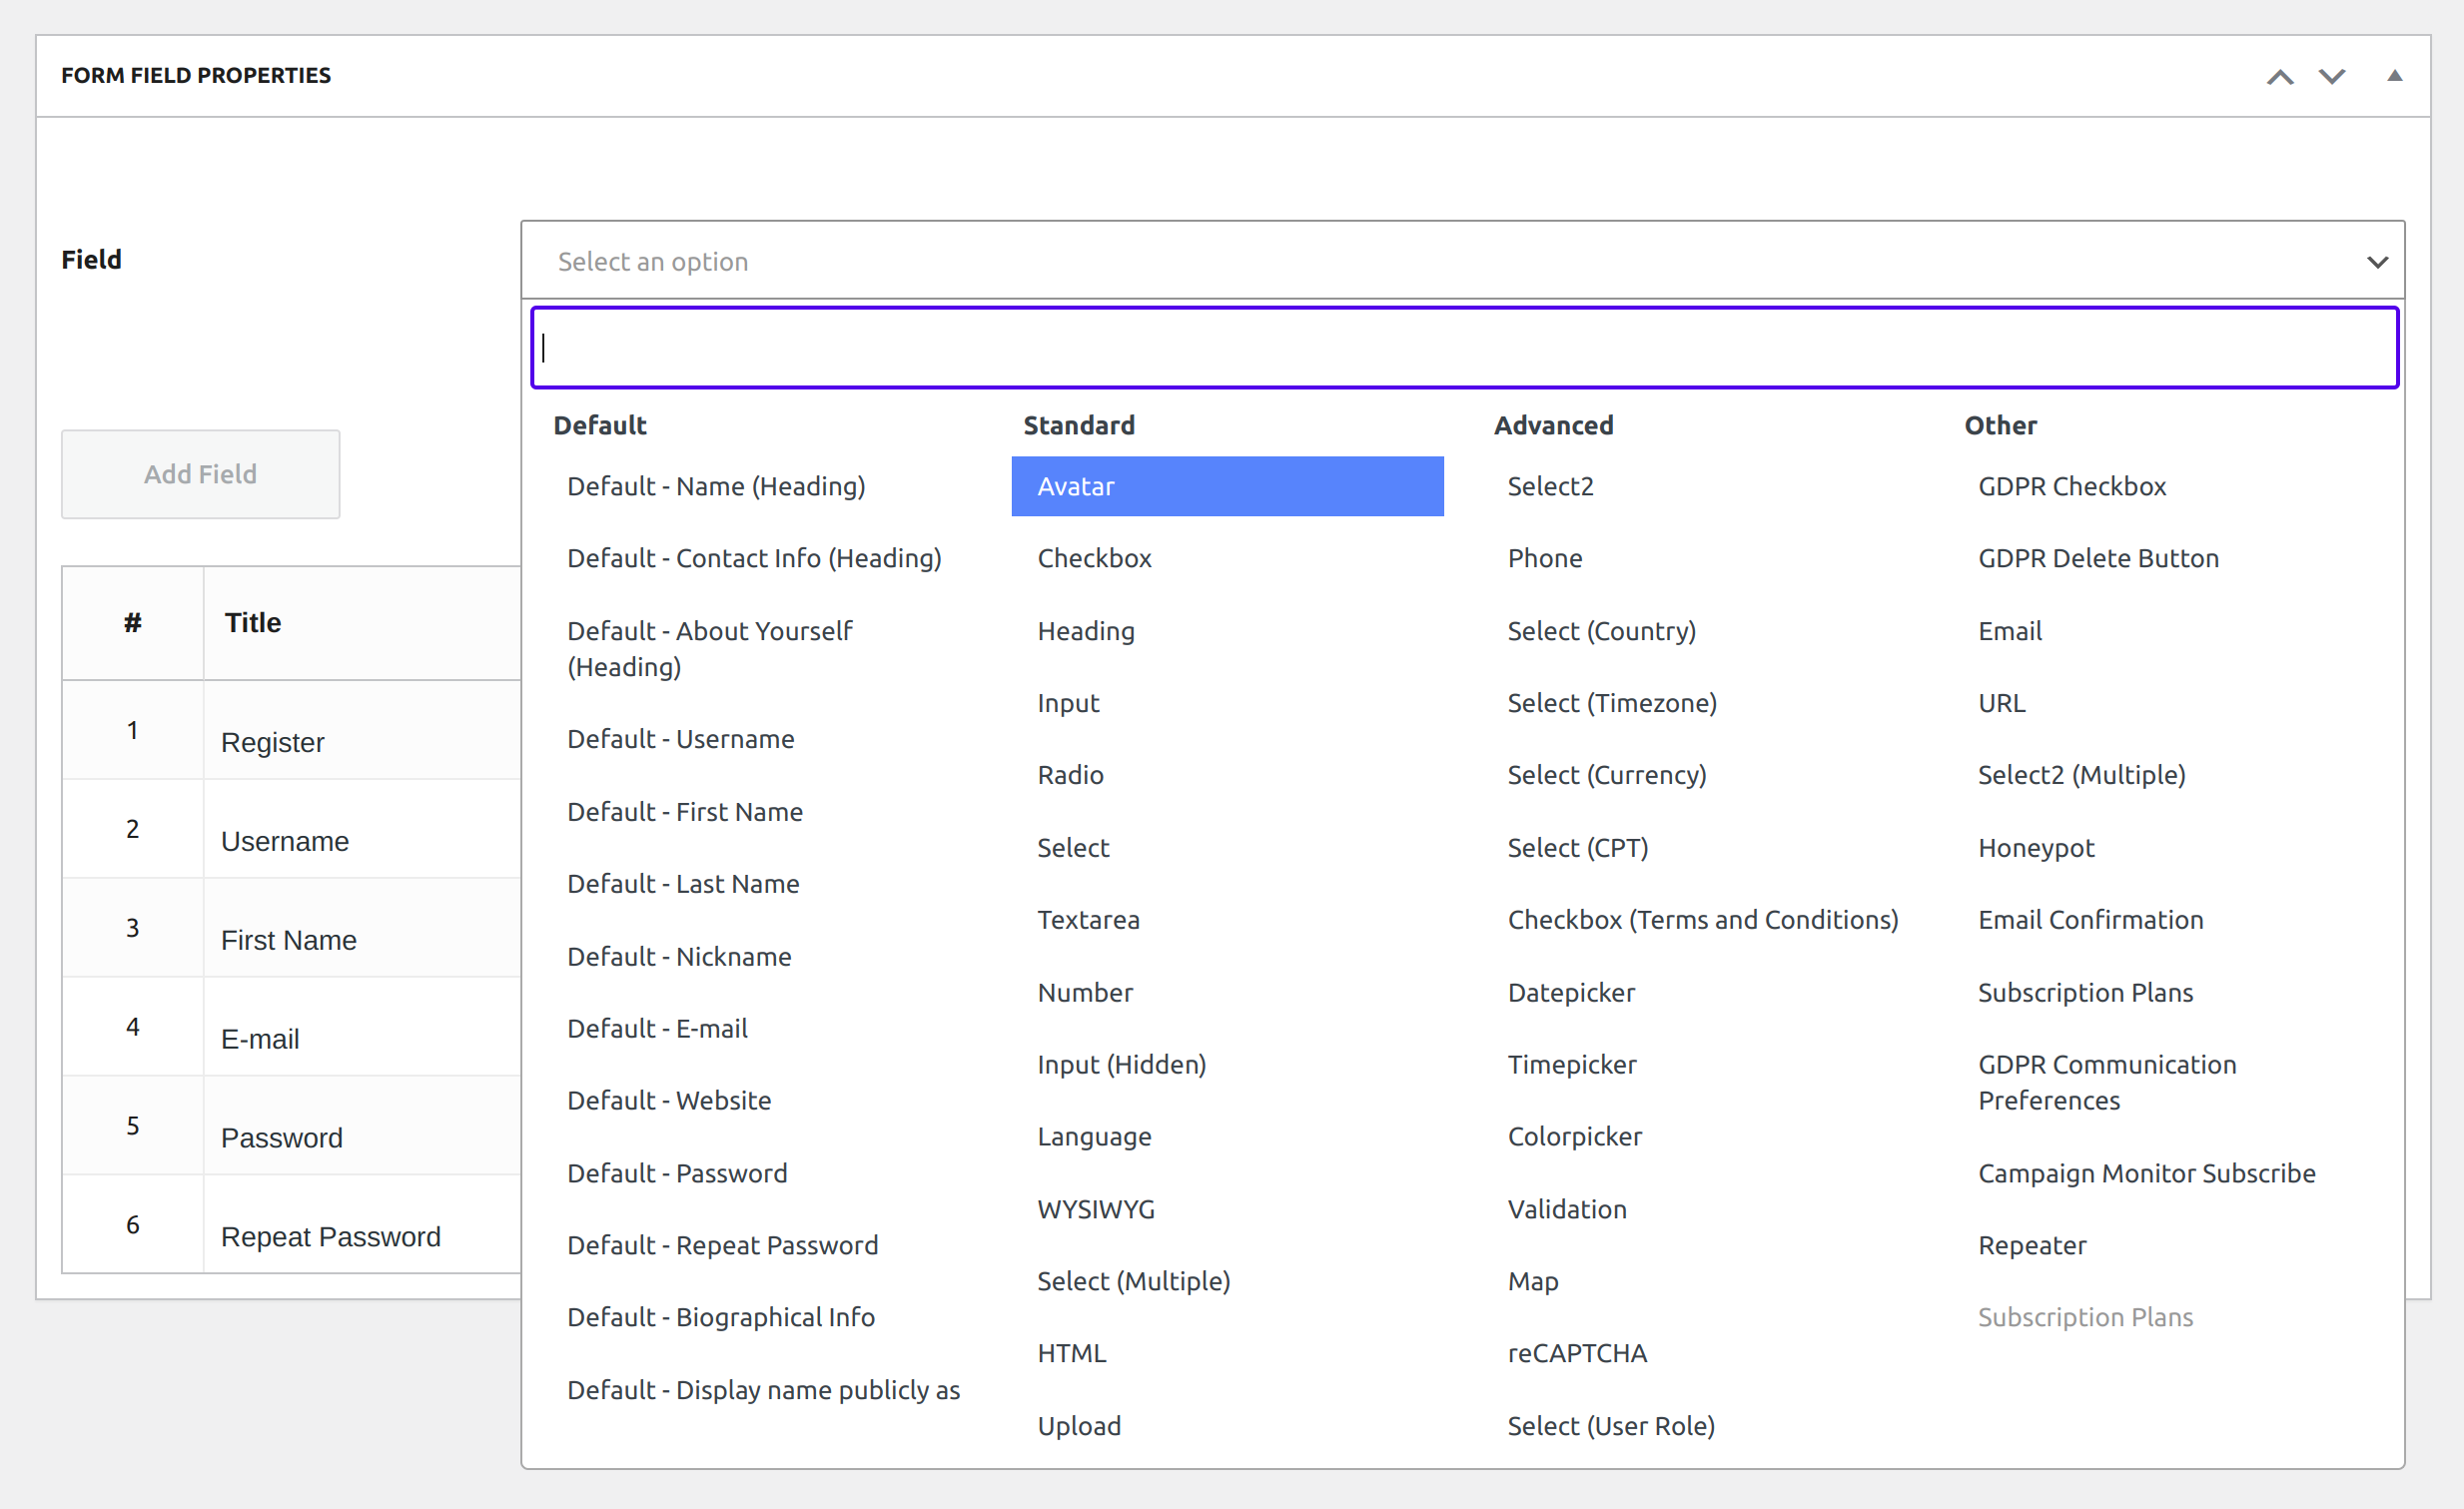 FORM FIELD PROPERTIES
Field
Select an option
Add Field
# Title
1 Register
2 Username
3 First Name
4 E-mail
5 Password
6 Repeat Password
Default
Default - Name (Heading)
Default - Contact Info (Heading)
Default - About Yourself
(Heading)
Default - Username
Default - First Name
Default - Last Name
Default - Nickname
Default - E-mail
Default - Website
Default - Password
Default - Repeat Password
Default - Biographical Info
Default - Display name publicly as
Standard
Avatar
Checkbox
Heading
Input
Radio
Select
Textarea
Number
Input (Hidden)
Language
WYSIWYG
Select (Multiple)
HTML
Upload
Advanced
Select2
Phone
Select (Country)
Select (Timezone)
Select (Currency)
Select (CPT)
Checkbox (Terms and Conditions)
Datepicker
Timepicker
Colorpicker
Validation
Map
reCAPTCHA
Select (User Role)
Other
GDPR Checkbox
GDPR Delete Button
Email
URL
Select2 (Multiple)
Honeypot
Email Confirmation
Subscription Plans
GDPR Communication
Preferences
Campaign Monitor Subscribe
Repeater
Subscription Plans